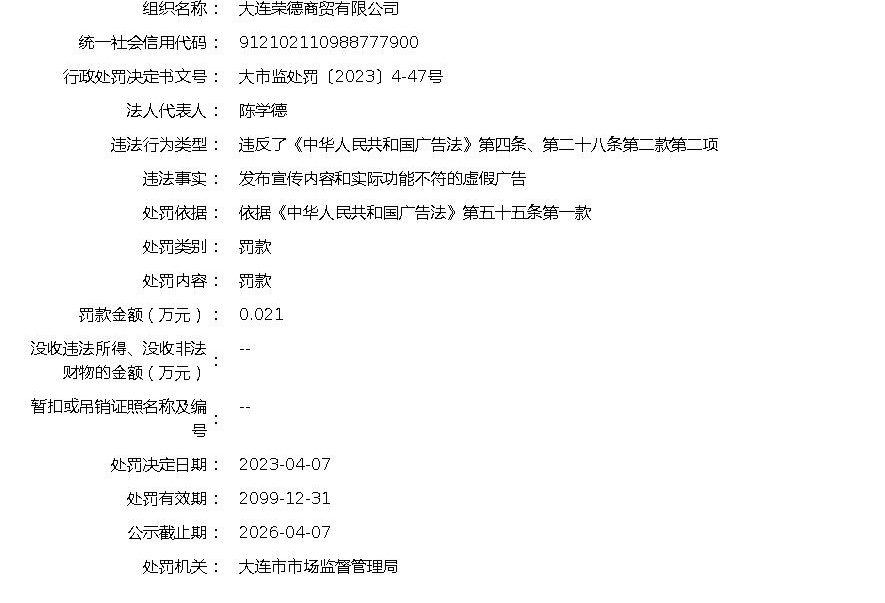 组织名称： 大连荣德商贸有限公司
统一社会信用代码： 912102110988777900
行政处罚决定书文号： 大市监处罚〔2023〕4-47号
法人代表人： 陈学德
违法行为类型： 违反了《中华人民共和国广告法》第四条、第二十八条第二款第二项
违法事实： 发布宣传内容和实际功能不符的虚假广告
处罚依据： 依据《中华人民共和国广告法》第五十五条第一款
处罚类别： 罚款
处罚内容： 罚款
罚款金额（万元）： 0.021
没收违法所得、没收非法
财物的金额（万元）： --
暂扣或吊销证照名称及编
号： --
处罚决定日期： 2023-04-07
处罚有效期： 2099-12-31
公示截止期： 2026-04-07
处罚机关： 大连市市场监督管理局